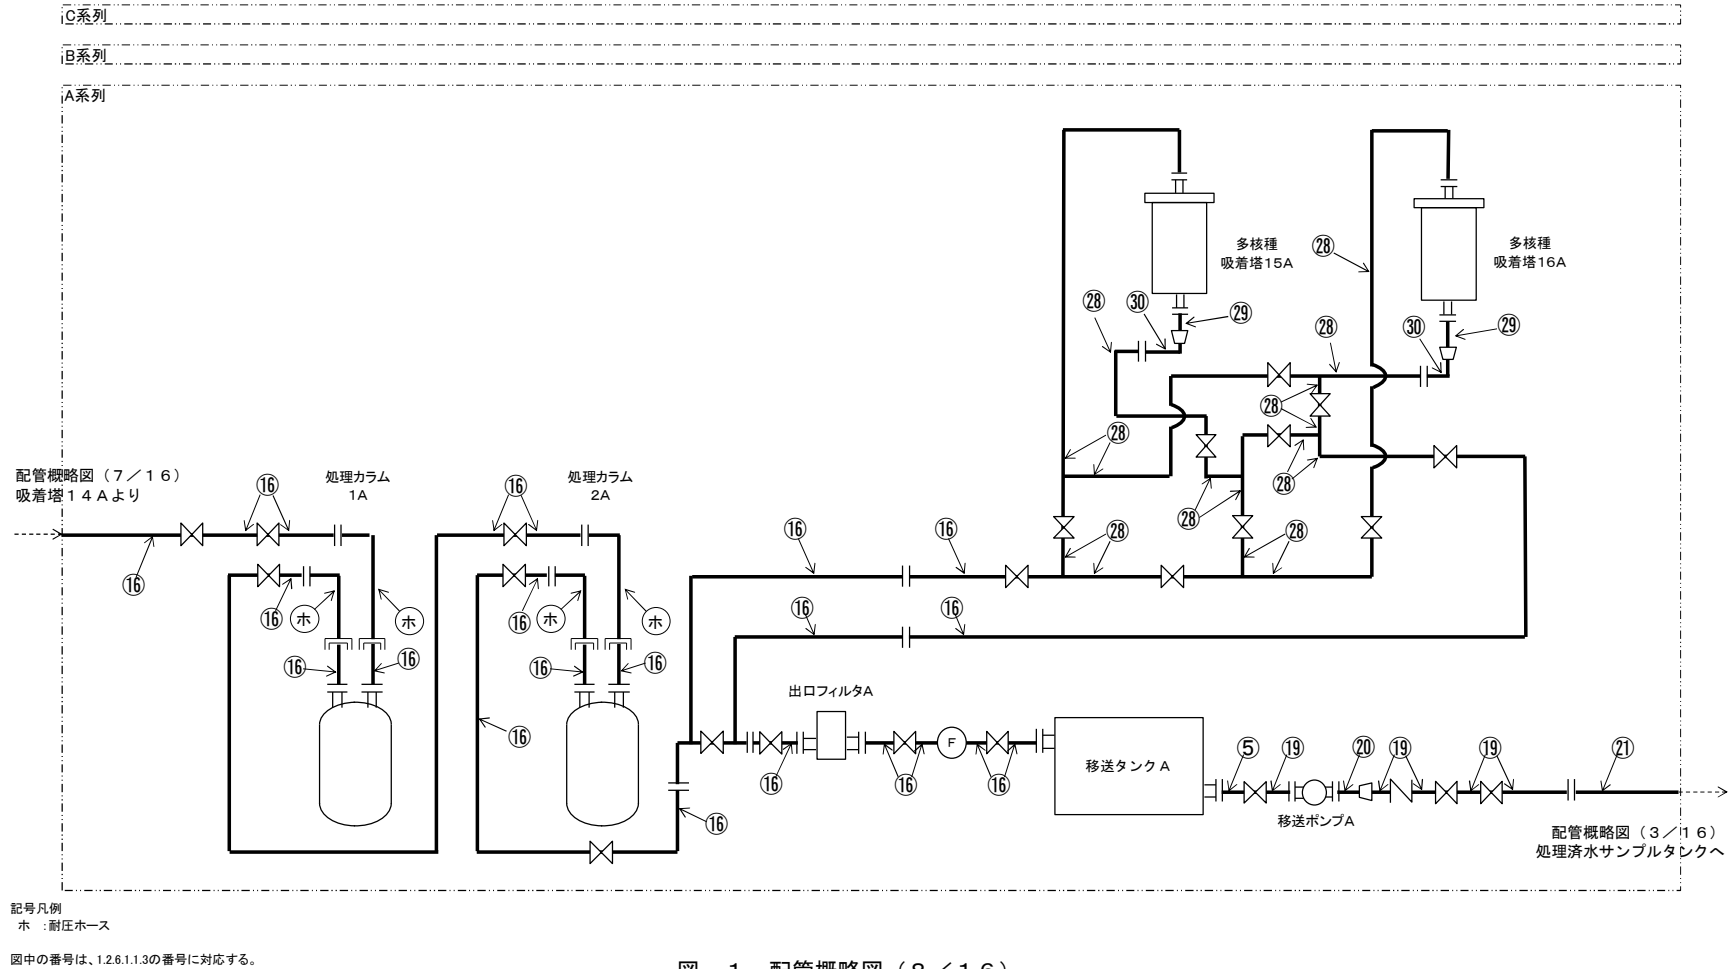 C系列
B系列
A系列
多核種
吸着塔15A
多核種
吸着塔16A
㉘
㉘
㉚
㉙
㉘
㉚
㉙
㉘
㉘
㉘
㉘
㉘
㉘
配管概略図（７／１６）
吸着塔１４Ａより
処理カラム
1A
処理カラム
2A
⑯
⑯
⑯
⑯
⑯
⑯
ホ
ホ
⑯
ホ
ホ
⑯
⑯
⑯
⑯
⑯
⑯
⑯
⑯
⑯
出口フィルタA
⑯
⑯
⑯
F
移送タンクＡ
⑤
⑲
⑳
⑲
⑲
㉑
移送ポンプA
配管概略図（３／１６）
処理済水サンプルタンクへ
記号凡例
ホ ：耐圧ホース
図中の番号は、1.2.6.1.1.3の番号に対応する。
図－１ 配管概略図（８／１６）